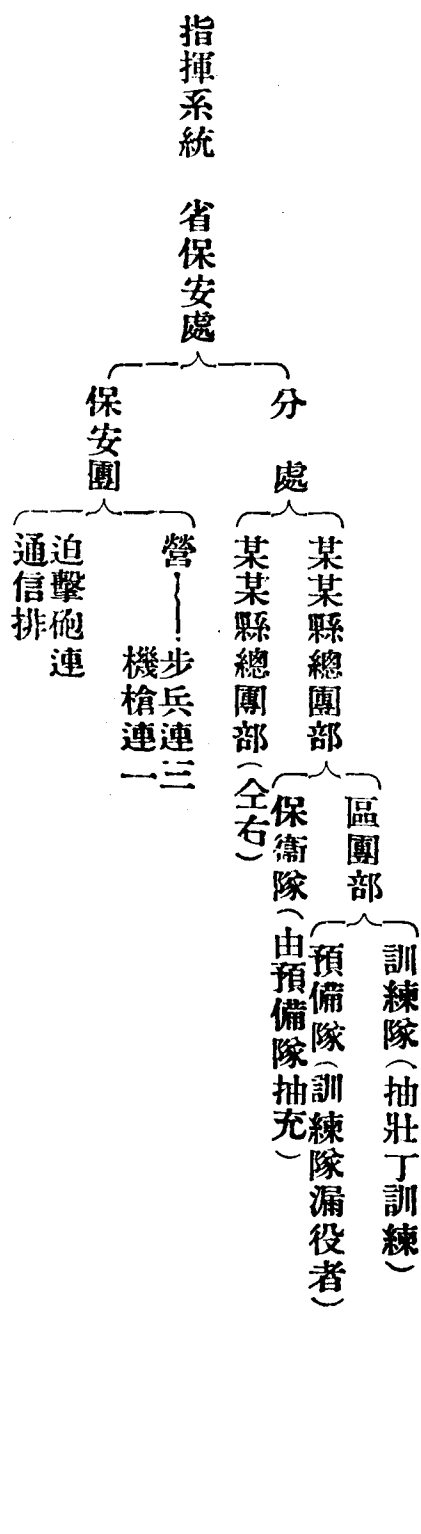 指揮系統　省保安處
分處
某某縣總團部
區團部
訓練隊（抽壯丁訓練）
預備隊（訓練隊漏役者）
保衞隊（由預備隊抽充）
某某縣總團部（仝右）
保安團
營——步兵連三
機槍連一
迫擊砲連
通信排